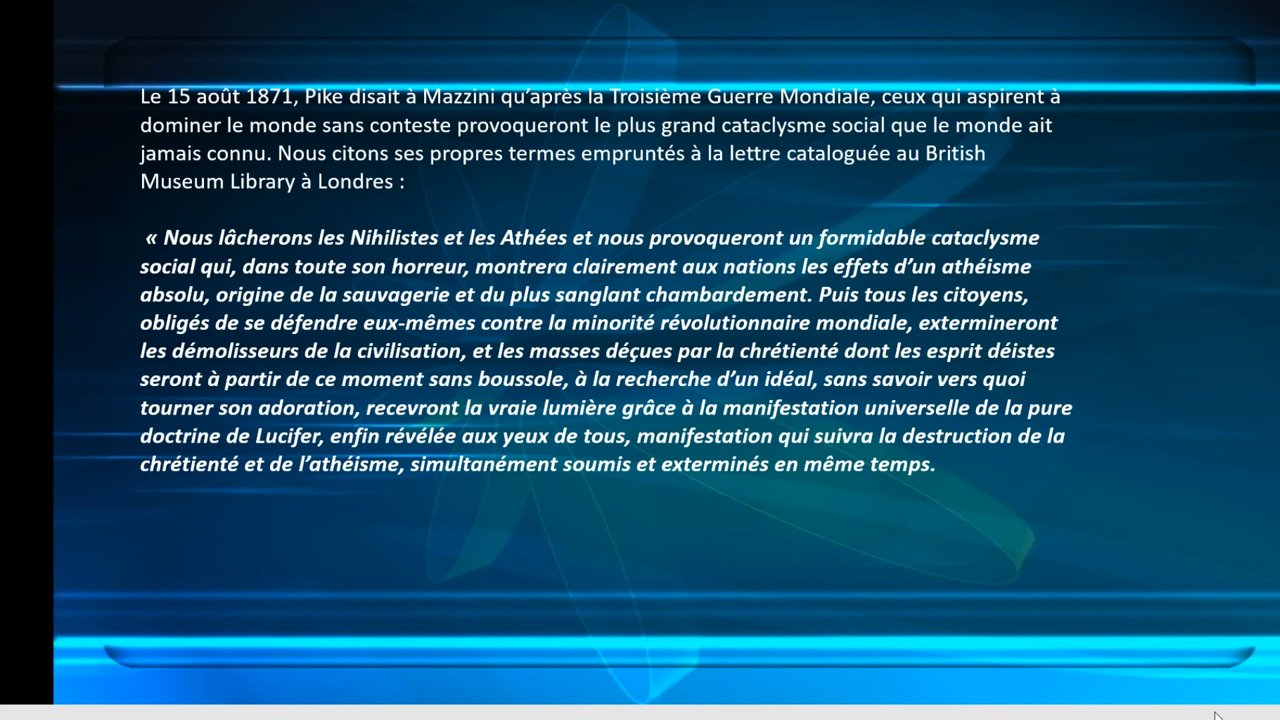 Le 15 août 1871, Pike disait à Mazzini qu’après la Troisième Guerre Mondiale, ceux qui aspirent à
dominer le monde sans conteste provoqueront le plus grand cataclysme social que le monde ait
jamais connu. Nous citons ses propres termes empruntés à la lettre cataloguée au British
Museum Library à Londres :
« Nous lâcherons les Nihilistes et les Athées et nous provoqueront un formidable cataclysme
social qui, dans toute son horreur, montrera clairement aux nations les effets d’un athéisme
absolu, origine de la sauvagerie et du plus sanglant chambardement. Puis tous les citoyens,
obligés de se défendre eux-mêmes contre la minorité révolutionnaire mondiale, extermineront
les démolisseurs de la civilisation, et les masses déçues par la chrétienté dont les esprit déistes
seront à partir de ce moment sans boussole, à la recherche d’un idéal, sans savoir vers quoi
tourner son adoration, recevront la vraie lumière grâce à la manifestation universelle de la pure
doctrine de Lucifer, enfin révélée aux yeux de tous, manifestation qui suivra la destruction de la
chrétienté et de l’athéisme, simultanément soumis et exterminés en même temps.